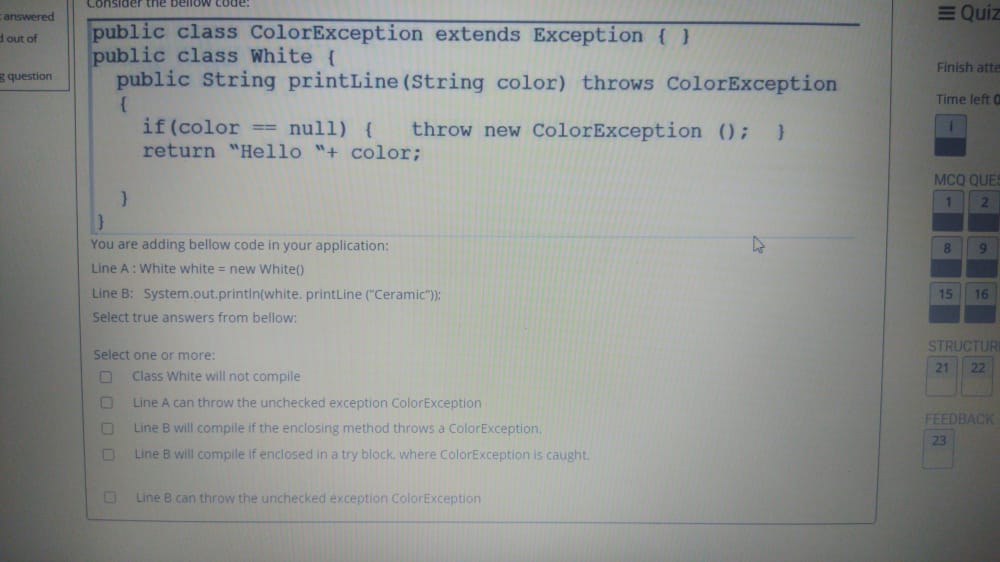 answered
out of
question
Consider the bellow code:
public class ColorException extends Exception { }
public class White {
public String printLine(String color) throws ColorException
{
if(color == null) { throw new ColorException (); }
return “Hello “+ color;
}
}
You are adding bellow code in your application:
Line A : White white = new White()
Line B: System.out.println(white. printLine ("Ceramic"));
Select true answers from bellow:
Select one or more:
Class White will not compile
Line A can throw the unchecked exception ColorException
Line B will compile if the enclosing method throws a ColorException.
Line B will compile if enclosed in a try block, where ColorException is caught.
Line B can throw the unchecked exception ColorException
Quiz
Finish atte
Time left 0
i
MCQ QUES
1 2
8 9
15 16
STRUCTUR
21 22
FEEDBACK
23